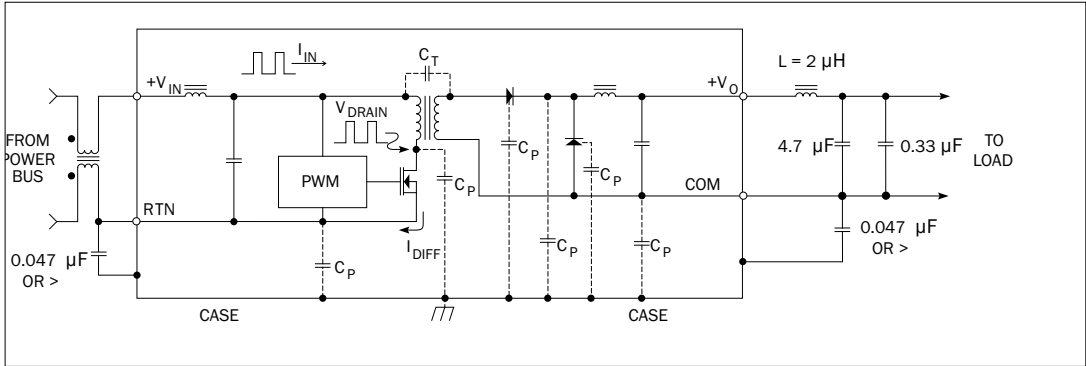 L = 2 µH
I_IN
C_T
+V_IN
+V_O
V_DRAIN
FROM
POWER
BUS
4.7 µF
0.33 µF
TO
LOAD
PWM
C_P
C_P
C_P
COM
RTN
0.047 µF
OR >
I_DIFF
C_P
C_P
C_P
0.047 µF
OR >
CASE
CASE